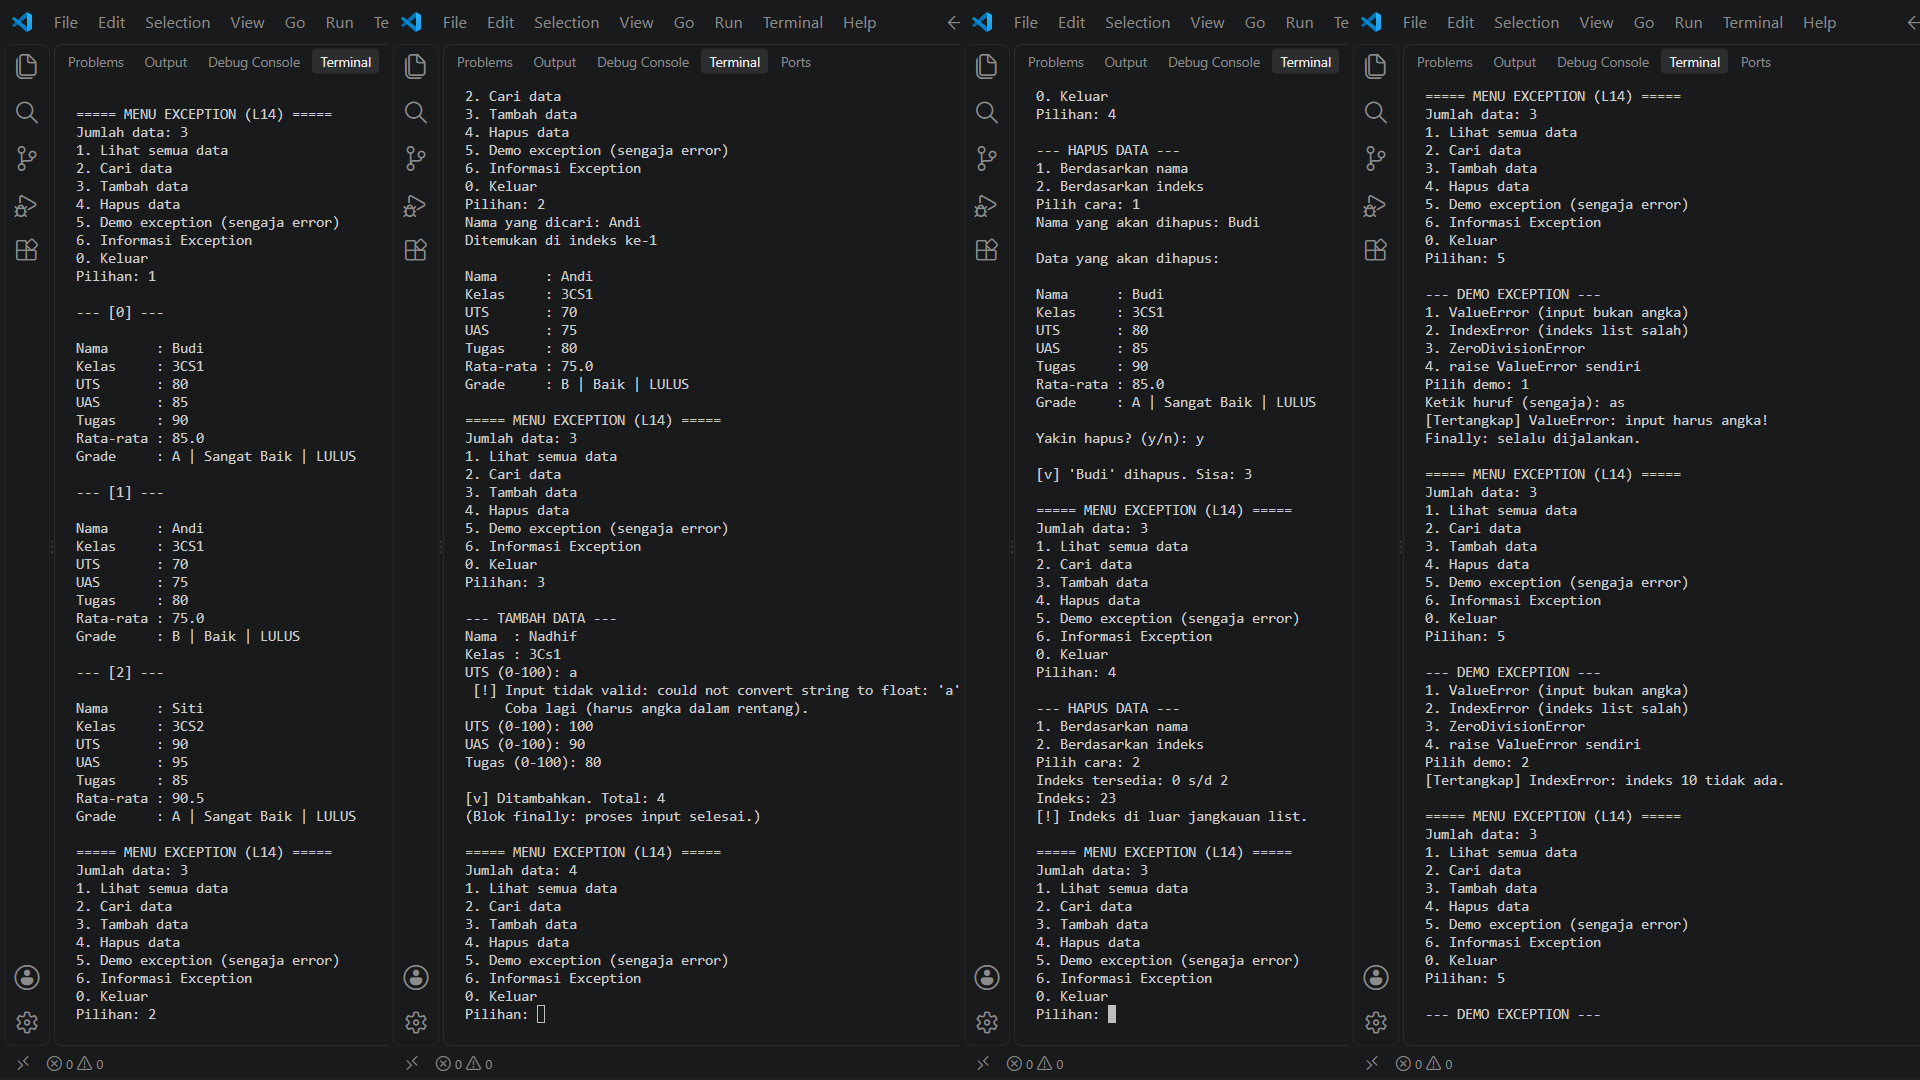 File Edit Selection View Go Run Te
Problems Output Debug Console Terminal
===== MENU EXCEPTION (L14) =====
Jumlah data: 3
1. Lihat semua data
2. Cari data
3. Tambah data
4. Hapus data
5. Demo exception (sengaja error)
6. Informasi Exception
0. Keluar
Pilihan: 1
--- [0] ---
Nama : Budi
Kelas : 3CS1
UTS : 80
UAS : 85
Tugas : 90
Rata-rata : 85.0
Grade : A | Sangat Baik | LULUS
--- [1] ---
Nama : Andi
Kelas : 3CS1
UTS : 70
UAS : 75
Tugas : 80
Rata-rata : 75.0
Grade : B | Baik | LULUS
--- [2] ---
Nama : Siti
Kelas : 3CS2
UTS : 90
UAS : 95
Tugas : 85
Rata-rata : 90.5
Grade : A | Sangat Baik | LULUS
===== MENU EXCEPTION (L14) =====
Jumlah data: 3
1. Lihat semua data
2. Cari data
3. Tambah data
4. Hapus data
5. Demo exception (sengaja error)
6. Informasi Exception
0. Keluar
Pilihan: 2
0 0
File Edit Selection View Go Run Terminal Help
Problems Output Debug Console Terminal Ports
2. Cari data
3. Tambah data
4. Hapus data
5. Demo exception (sengaja error)
6. Informasi Exception
0. Keluar
Pilihan: 2
Nama yang dicari: Andi
Ditemukan di indeks ke-1
Nama : Andi
Kelas : 3CS1
UTS : 70
UAS : 75
Tugas : 80
Rata-rata : 75.0
Grade : B | Baik | LULUS
===== MENU EXCEPTION (L14) =====
Jumlah data: 3
1. Lihat semua data
2. Cari data
3. Tambah data
4. Hapus data
5. Demo exception (sengaja error)
6. Informasi Exception
0. Keluar
Pilihan: 3
--- TAMBAH DATA ---
Nama : Nadhif
Kelas : 3Cs1
UTS (0-100): a
[!] Input tidak valid: could not convert string to float: 'a'
Coba lagi (harus angka dalam rentang).
UTS (0-100): 100
UAS (0-100): 90
Tugas (0-100): 80
[v] Ditambahkan. Total: 4
(Blok finally: proses input selesai.)
===== MENU EXCEPTION (L14) =====
Jumlah data: 4
1. Lihat semua data
2. Cari data
3. Tambah data
4. Hapus data
5. Demo exception (sengaja error)
6. Informasi Exception
0. Keluar
Pilihan:
0 0
File Edit Selection View Go Run Te
Problems Output Debug Console Terminal
0. Keluar
Pilihan: 4
--- HAPUS DATA ---
1. Berdasarkan nama
2. Berdasarkan indeks
Pilih cara: 1
Nama yang akan dihapus: Budi
Data yang akan dihapus:
Nama : Budi
Kelas : 3CS1
UTS : 80
UAS : 85
Tugas : 90
Rata-rata : 85.0
Grade : A | Sangat Baik | LULUS
Yakin hapus? (y/n): y
[v] 'Budi' dihapus. Sisa: 3
===== MENU EXCEPTION (L14) =====
Jumlah data: 3
1. Lihat semua data
2. Cari data
3. Tambah data
4. Hapus data
5. Demo exception (sengaja error)
6. Informasi Exception
0. Keluar
Pilihan: 4
--- HAPUS DATA ---
1. Berdasarkan nama
2. Berdasarkan indeks
Pilih cara: 2
Indeks tersedia: 0 s/d 2
Indeks: 23
[!] Indeks di luar jangkauan list.
===== MENU EXCEPTION (L14) =====
Jumlah data: 3
1. Lihat semua data
2. Cari data
3. Tambah data
4. Hapus data
5. Demo exception (sengaja error)
6. Informasi Exception
0. Keluar
Pilihan:
0 0
File Edit Selection View Go Run Terminal Help
Problems Output Debug Console Terminal Ports
===== MENU EXCEPTION (L14) =====
Jumlah data: 3
1. Lihat semua data
2. Cari data
3. Tambah data
4. Hapus data
5. Demo exception (sengaja error)
6. Informasi Exception
0. Keluar
Pilihan: 5
--- DEMO EXCEPTION ---
1. ValueError (input bukan angka)
2. IndexError (indeks list salah)
3. ZeroDivisionError
4. raise ValueError sendiri
Pilih demo: 1
Ketik huruf (sengaja): as
[Tertangkap] ValueError: input harus angka!
Finally: selalu dijalankan.
===== MENU EXCEPTION (L14) =====
Jumlah data: 3
1. Lihat semua data
2. Cari data
3. Tambah data
4. Hapus data
5. Demo exception (sengaja error)
6. Informasi Exception
0. Keluar
Pilihan: 5
--- DEMO EXCEPTION ---
1. ValueError (input bukan angka)
2. IndexError (indeks list salah)
3. ZeroDivisionError
4. raise ValueError sendiri
Pilih demo: 2
[Tertangkap] IndexError: indeks 10 tidak ada.
===== MENU EXCEPTION (L14) =====
Jumlah data: 3
1. Lihat semua data
2. Cari data
3. Tambah data
4. Hapus data
5. Demo exception (sengaja error)
6. Informasi Exception
0. Keluar
Pilihan: 5
--- DEMO EXCEPTION ---
0 0